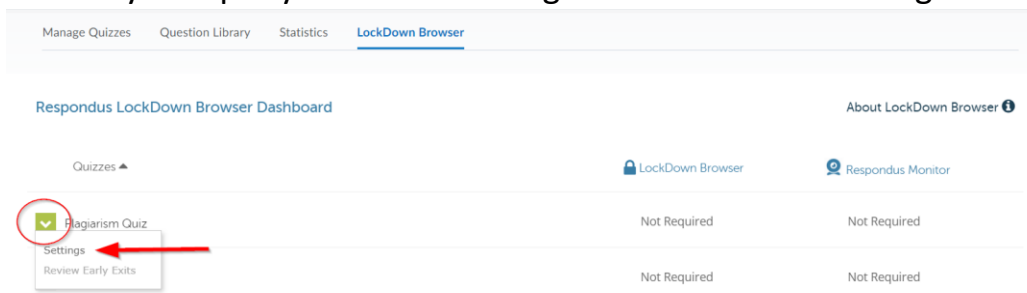 Manage Quizzes Question Library Statistics LockDown Browser
Respondus LockDown Browser Dashboard About LockDown Browser
Quizzes LockDown Browser Respondus Monitor
Plagiarism Quiz Not Required Not Required
Settings
Review Early Exits
Not Required Not Required